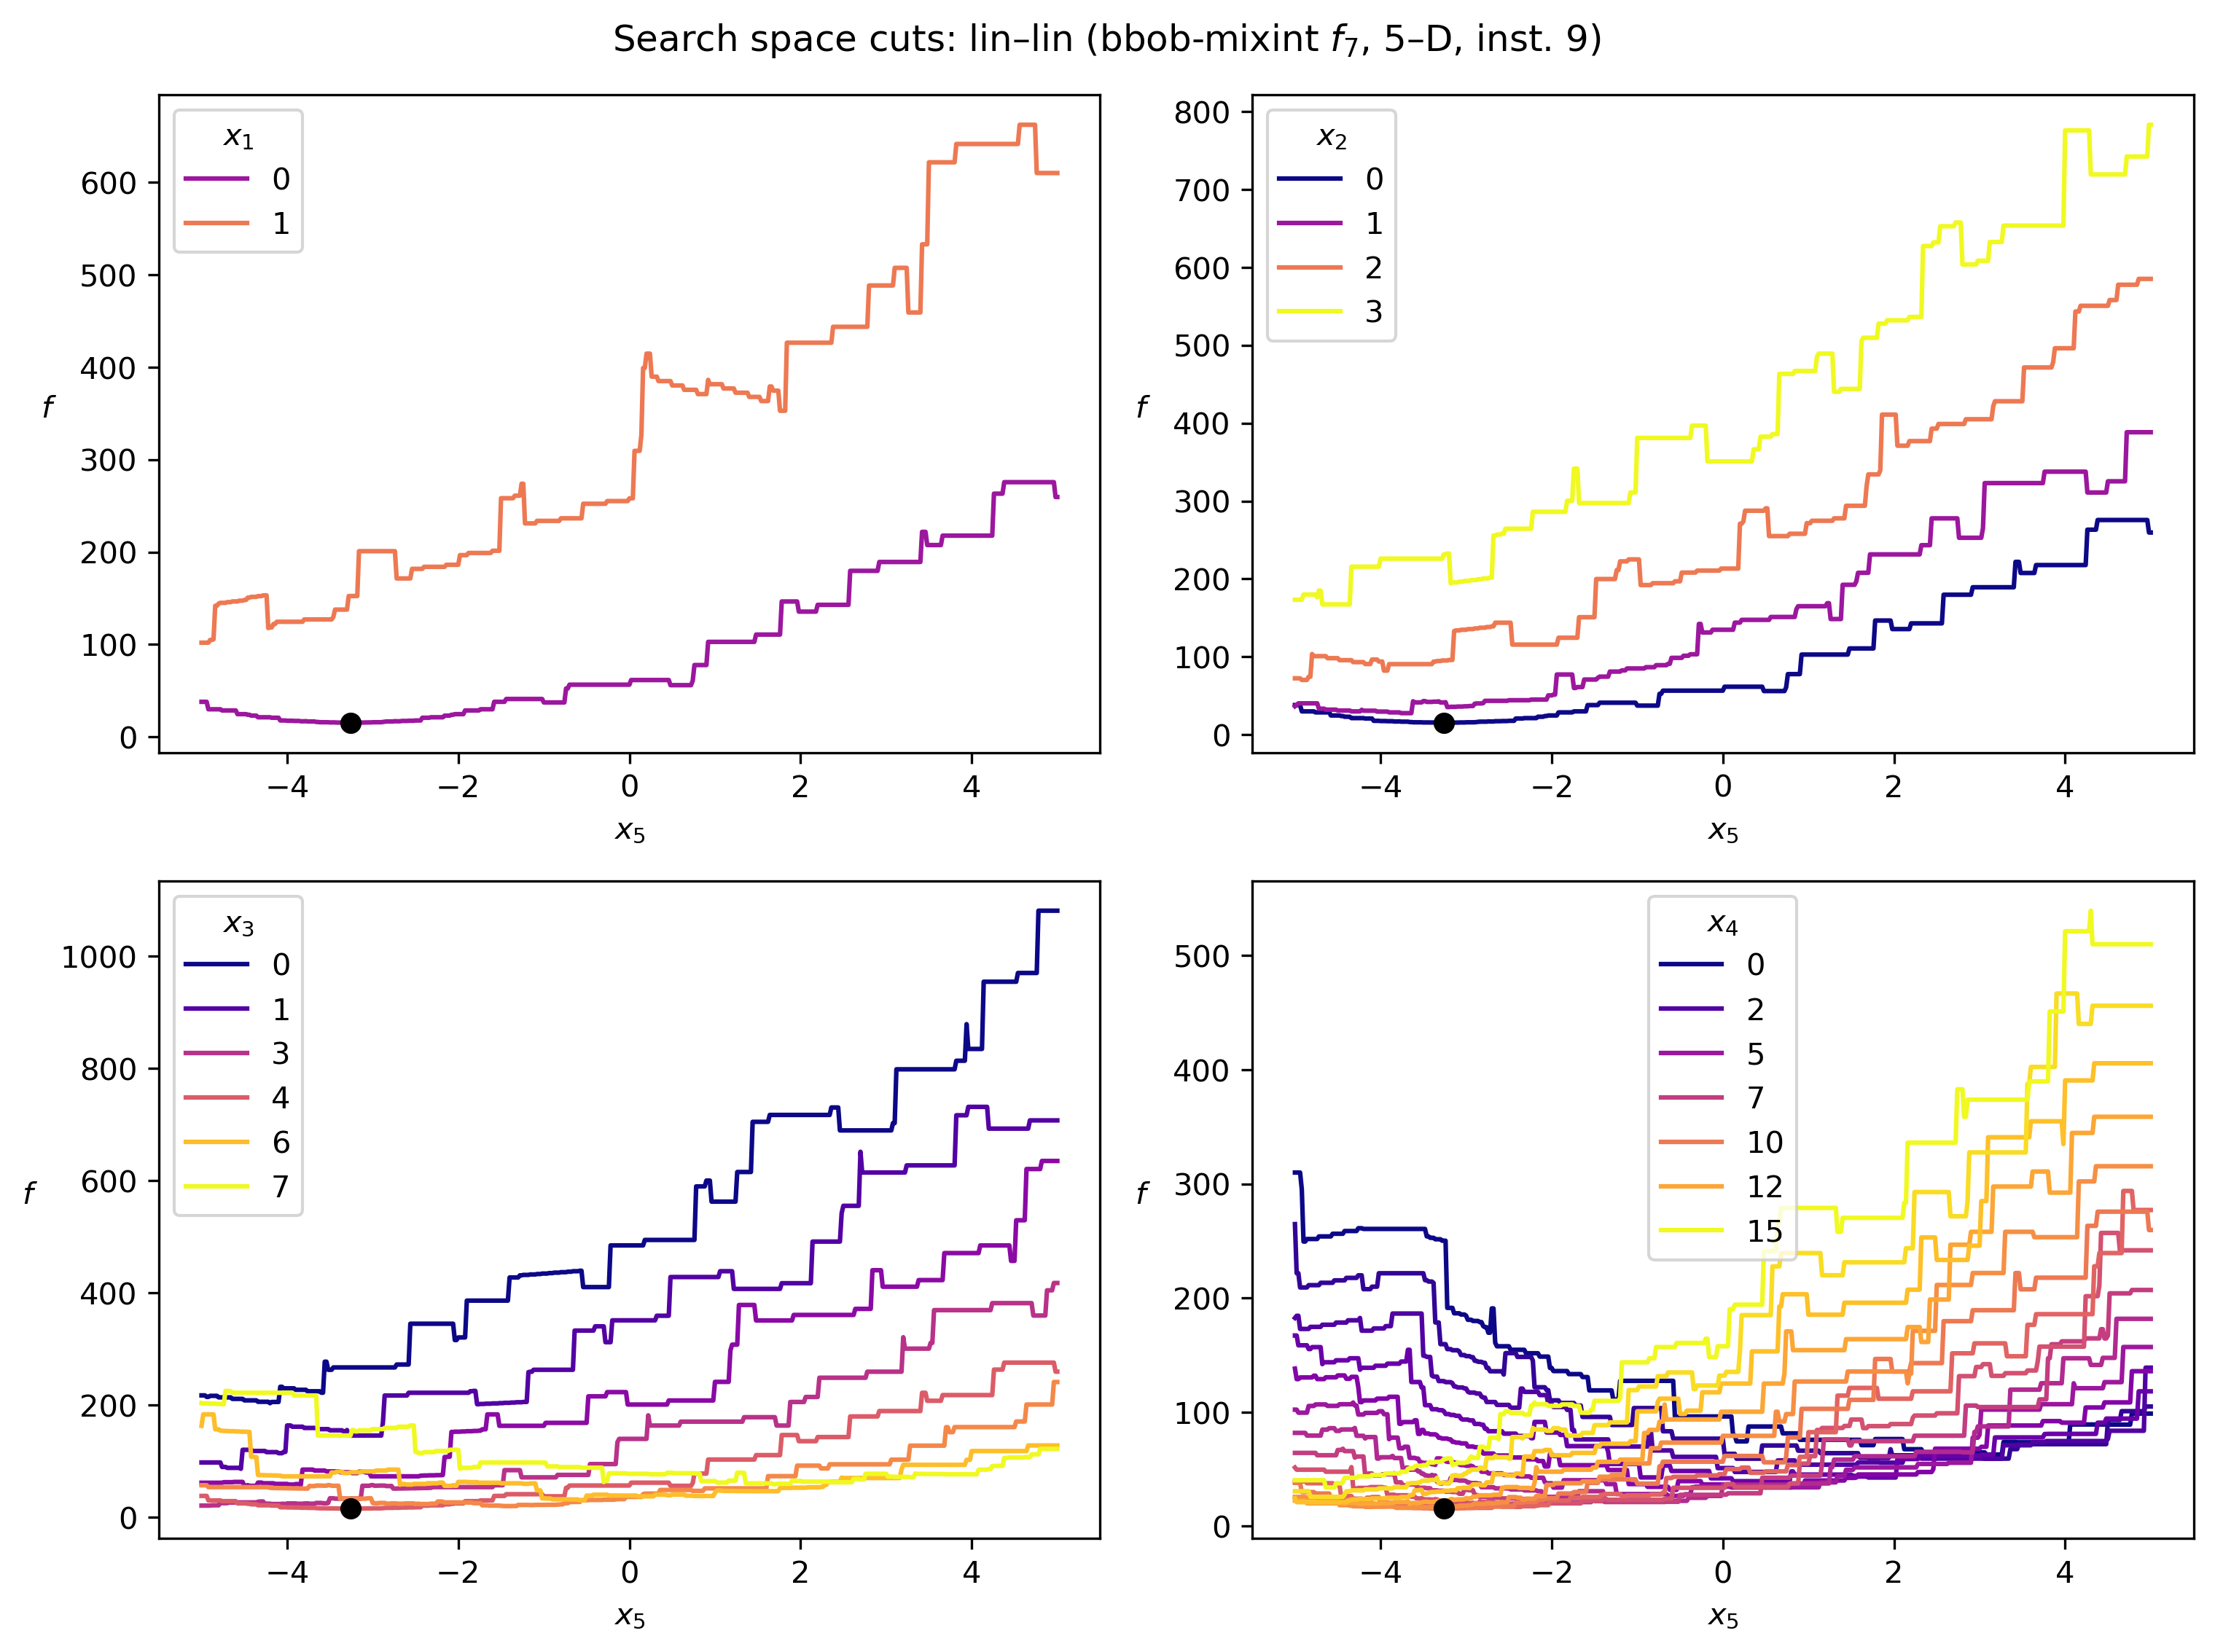 Search space cuts: lin–lin (bbob-mixint f₇, 5–D, inst. 9)
x₁
0
1
600
500
400
300
200
100
0
f
−4 −2 0 2 4
x₅
x₂
0
1
2
3
800
700
600
500
400
300
200
100
0
f
−4 −2 0 2 4
x₅
x₃
0
1
3
4
6
7
1000
800
600
400
200
0
f
−4 −2 0 2 4
x₅
x₄
0
2
5
7
10
12
15
500
400
300
200
100
0
f
−4 −2 0 2 4
x₅